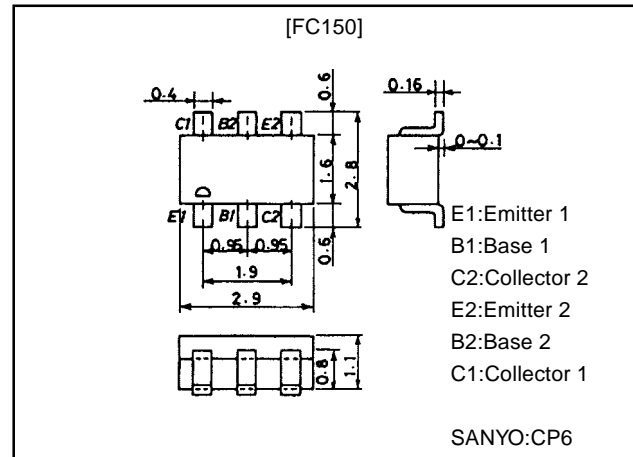 [FC150]
0.4
0.6
0.16
C1 B2 E2
0~0.1
1.6
2.8
E1 B1 C2
0.6
0.95 0.95
1.9
2.9
E1:Emitter 1
B1:Base 1
C2:Collector 2
E2:Emitter 2
B2:Base 2
C1:Collector 1
0.8
1.1
SANYO:CP6